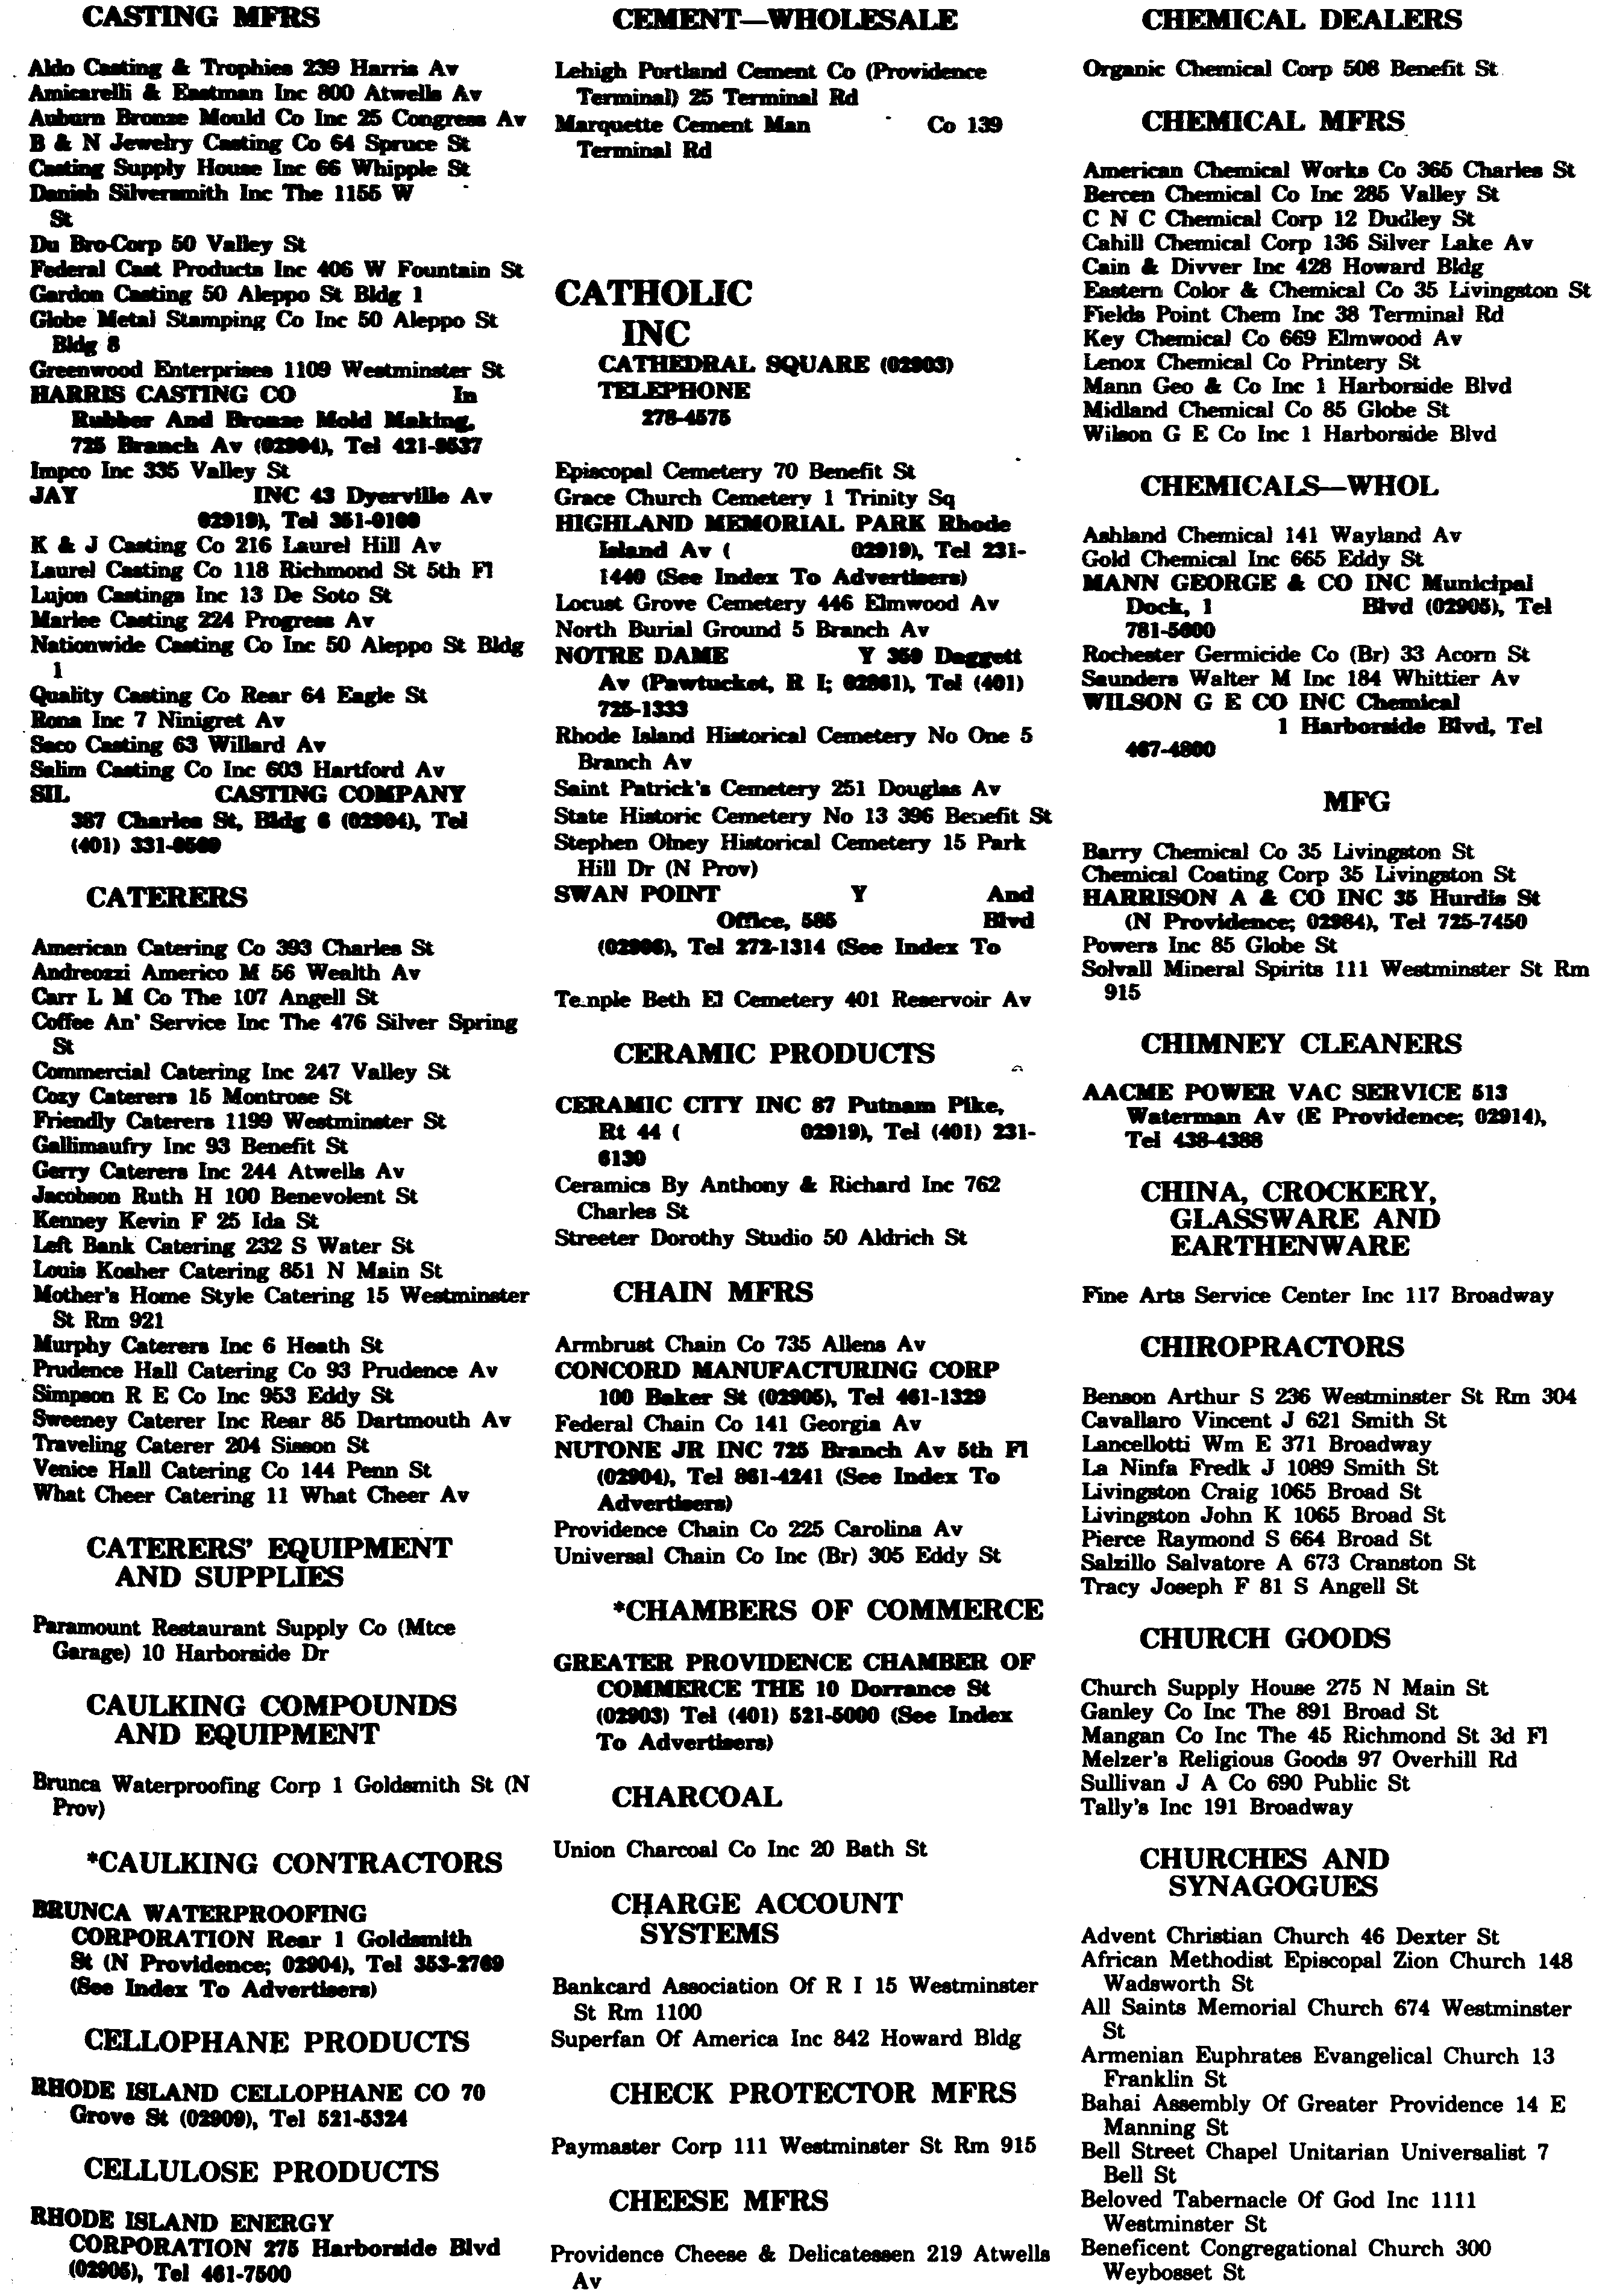 CASTING MFRS
Aldo Casting & Trophies 239 Harris Av
Amicarelli & Eastman Inc 800 Atwells Av
Auburn Bronze Mould Co Inc 25 Congress Av
B & N Jewelry Casting Co 64 Spruce St
Casting Supply House Inc 66 Whipple St
Danish Silversmith Inc The 1155 W
St
Du Bro-Corp 50 Valley St
Federal Cast Products Inc 406 W Fountain St
Gardon Casting 50 Aleppo St Bldg 1
Globe Metal Stamping Co Inc 50 Aleppo St
Bldg 8
Greenwood Enterprises 1109 Westminster St
HARRIS CASTING CO In
Rubber And Bronze Mold Making,
725 Branch Av (02904), Tel 421-9537
Impco Inc 335 Valley St
JAY INC 43 Dyerville Av
02919), Tel 351-0100
K & J Casting Co 216 Laurel Hill Av
Laurel Casting Co 118 Richmond St 5th Fl
Lujon Castings Inc 13 De Soto St
Marlee Casting 224 Progress Av
Nationwide Casting Co Inc 50 Aleppo St Bldg
1
Quality Casting Co Rear 64 Eagle St
Rona Inc 7 Ninigret Av
Saco Casting 63 Willard Av
Salim Casting Co Inc 603 Hartford Av
SIL CASTING COMPANY
387 Charles St, Bldg 6 (02904), Tel
(401) 331-0500
CATERERS
American Catering Co 393 Charles St
Andreozzi Americo M 56 Wealth Av
Carr L M Co The 107 Angell St
Coffee An' Service Inc The 476 Silver Spring
St
Commercial Catering Inc 247 Valley St
Cozy Caterers 15 Montrose St
Friendly Caterers 1199 Westminster St
Gallimaufry Inc 93 Benefit St
Gerry Caterers Inc 244 Atwells Av
Jacobson Ruth H 100 Benevolent St
Kenney Kevin F 25 Ida St
Left Bank Catering 232 S Water St
Louis Kosher Catering 851 N Main St
Mother's Home Style Catering 15 Westminster
St Rm 921
Murphy Caterers Inc 6 Heath St
Prudence Hall Catering Co 93 Prudence Av
Simpson R E Co Inc 953 Eddy St
Sweeney Caterer Inc Rear 85 Dartmouth Av
Traveling Caterer 204 Sisson St
Venice Hall Catering Co 144 Penn St
What Cheer Catering 11 What Cheer Av
CATERERS' EQUIPMENT
AND SUPPLIES
Paramount Restaurant Supply Co (Mtce
Garage) 10 Harborside Dr
CAULKING COMPOUNDS
AND EQUIPMENT
Brunca Waterproofing Corp 1 Goldsmith St (N
Prov)
*CAULKING CONTRACTORS
BRUNCA WATERPROOFING
CORPORATION Rear 1 Goldsmith
St (N Providence; 02904), Tel 353-2769
(See Index To Advertisers)
CELLOPHANE PRODUCTS
RHODE ISLAND CELLOPHANE CO 70
Grove St (02909), Tel 521-5324
CELLULOSE PRODUCTS
RHODE ISLAND ENERGY
CORPORATION 275 Harborside Blvd
(02905), Tel 461-7500
CEMENT—WHOLESALE
Lehigh Portland Cement Co (Providence
Terminal) 25 Terminal Rd
Marquette Cement Man Co 139
Terminal Rd
CATHOLIC
INC
CATHEDRAL SQUARE (02903)
TELEPHONE
278-4575
Episcopal Cemetery 70 Benefit St
Grace Church Cemetery 1 Trinity Sq
HIGHLAND MEMORIAL PARK Rhode
Island Av ( 02919), Tel 231-
1440 (See Index To Advertisers)
Locust Grove Cemetery 446 Elmwood Av
North Burial Ground 5 Branch Av
NOTRE DAME Y 359 Daggett
Av (Pawtucket, R I; 02861), Tel (401)
725-1333
Rhode Island Historical Cemetery No One 5
Branch Av
Saint Patrick's Cemetery 251 Douglas Av
State Historic Cemetery No 13 396 Benefit St
Stephen Olney Historical Cemetery 15 Park
Hill Dr (N Prov)
SWAN POINT Y And
Office, 585 Blvd
(02906), Tel 272-1314 (See Index To
Temple Beth El Cemetery 401 Reservoir Av
CERAMIC PRODUCTS
CERAMIC CITY INC 87 Putnam Pike,
Rt 44 ( 02919), Tel (401) 231-
6130
Ceramics By Anthony & Richard Inc 762
Charles St
Streeter Dorothy Studio 50 Aldrich St
CHAIN MFRS
Armbrust Chain Co 735 Allens Av
CONCORD MANUFACTURING CORP
100 Baker St (02905), Tel 461-1329
Federal Chain Co 141 Georgia Av
NUTONE JR INC 725 Branch Av 5th Fl
(02904), Tel 861-4241 (See Index To
Advertisers)
Providence Chain Co 225 Carolina Av
Universal Chain Co Inc (Br) 305 Eddy St
*CHAMBERS OF COMMERCE
GREATER PROVIDENCE CHAMBER OF
COMMERCE THE 10 Dorrance St
(02903) Tel (401) 521-5000 (See Index
To Advertisers)
CHARCOAL
Union Charcoal Co Inc 20 Bath St
CHARGE ACCOUNT
SYSTEMS
Bankcard Association Of R I 15 Westminster
St Rm 1100
Superfan Of America Inc 842 Howard Bldg
CHECK PROTECTOR MFRS
Paymaster Corp 111 Westminster St Rm 915
CHEESE MFRS
Providence Cheese & Delicatessen 219 Atwells
Av
CHEMICAL DEALERS
Organic Chemical Corp 508 Benefit St
CHEMICAL MFRS
American Chemical Works Co 365 Charles St
Bercen Chemical Co Inc 285 Valley St
C N C Chemical Corp 12 Dudley St
Cahill Chemical Corp 136 Silver Lake Av
Cain & Divver Inc 428 Howard Bldg
Eastern Color & Chemical Co 35 Livingston St
Fields Point Chem Inc 38 Terminal Rd
Key Chemical Co 669 Elmwood Av
Lenox Chemical Co Printery St
Mann Geo & Co Inc 1 Harborside Blvd
Midland Chemical Co 85 Globe St
Wilson G E Co Inc 1 Harborside Blvd
CHEMICALS—WHOL
Ashland Chemical 141 Wayland Av
Gold Chemical Inc 665 Eddy St
MANN GEORGE & CO INC Municipal
Dock, 1 Blvd (02905), Tel
781-5600
Rochester Germicide Co (Br) 33 Acorn St
Saunders Walter M Inc 184 Whittier Av
WILSON G E CO INC Chemical
1 Harborside Blvd, Tel
467-4800
MFG
Barry Chemical Co 35 Livingston St
Chemical Coating Corp 35 Livingston St
HARRISON A & CO INC 35 Hurdis St
(N Providence; 02984), Tel 725-7450
Powers Inc 85 Globe St
Solvall Mineral Spirits 111 Westminster St Rm
915
CHIMNEY CLEANERS
AACME POWER VAC SERVICE 513
Waterman Av (E Providence; 02914),
Tel 438-4388
CHINA, CROCKERY,
GLASSWARE AND
EARTHENWARE
Fine Arts Service Center Inc 117 Broadway
CHIROPRACTORS
Benson Arthur S 236 Westminster St Rm 304
Cavallaro Vincent J 621 Smith St
Lancellotti Wm E 371 Broadway
La Ninfa Fredk J 1089 Smith St
Livingston Craig 1065 Broad St
Livingston John K 1065 Broad St
Pierce Raymond S 664 Broad St
Salzillo Salvatore A 673 Cranston St
Tracy Joseph F 81 S Angell St
CHURCH GOODS
Church Supply House 275 N Main St
Ganley Co Inc The 891 Broad St
Mangan Co Inc The 45 Richmond St 3d Fl
Melzer's Religious Goods 97 Overhill Rd
Sullivan J A Co 690 Public St
Tally's Inc 191 Broadway
CHURCHES AND
SYNAGOGUES
Advent Christian Church 46 Dexter St
African Methodist Episcopal Zion Church 148
Wadsworth St
All Saints Memorial Church 674 Westminster
St
Armenian Euphrates Evangelical Church 13
Franklin St
Bahai Assembly Of Greater Providence 14 E
Manning St
Bell Street Chapel Unitarian Universalist 7
Bell St
Beloved Tabernacle Of God Inc 1111
Westminster St
Beneficent Congregational Church 300
Weybosset St